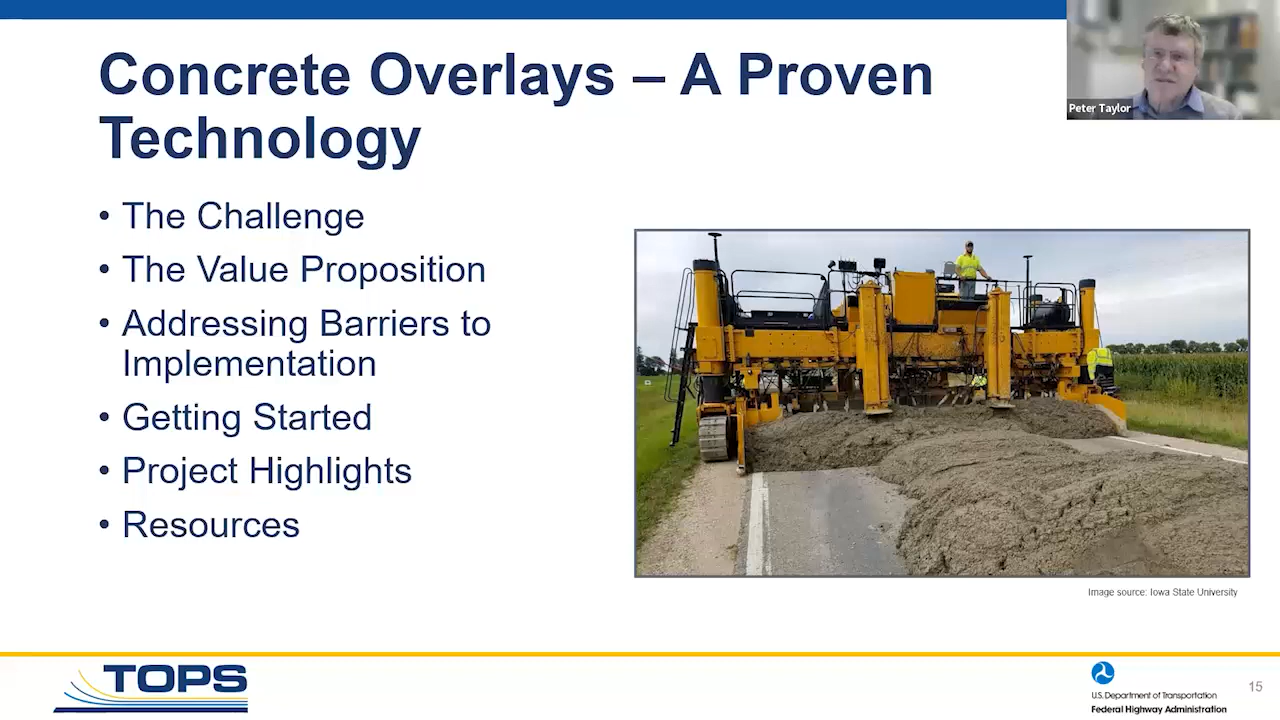 Concrete Overlays – A Proven
Technology
Peter Taylor
• The Challenge
• The Value Proposition
• Addressing Barriers to
Implementation
• Getting Started
• Project Highlights
• Resources
Image source: Iowa State University
TOPS
U.S. Department of Transportation
Federal Highway Administration
15